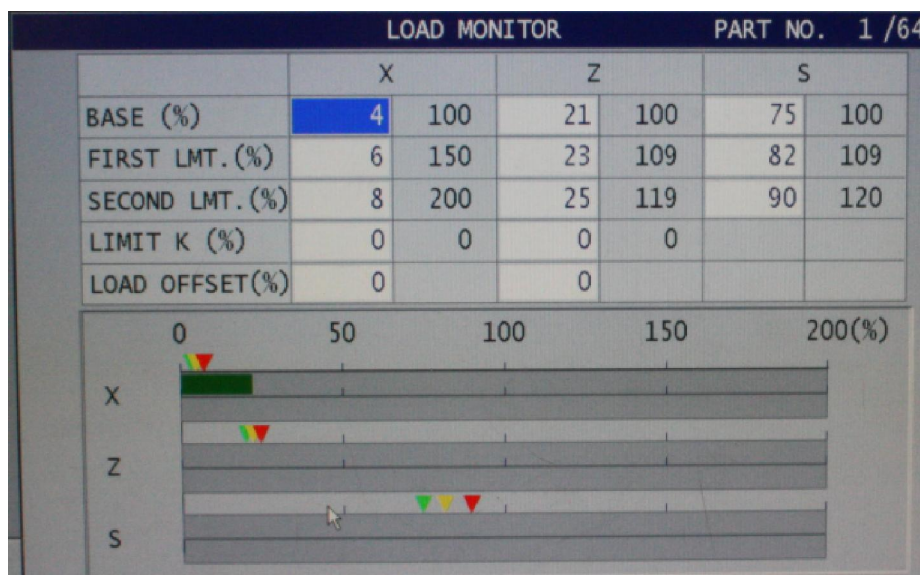 LOAD MONITOR PART NO. 1 /64
X Z S
BASE (%) 4 100 21 100 75 100
FIRST LMT.(%) 6 150 23 109 82 109
SECOND LMT.(%) 8 200 25 119 90 120
LIMIT K (%) 0 0 0 0
LOAD OFFSET(%) 0 0
0 50 100 150 200(%)
X
Z
S